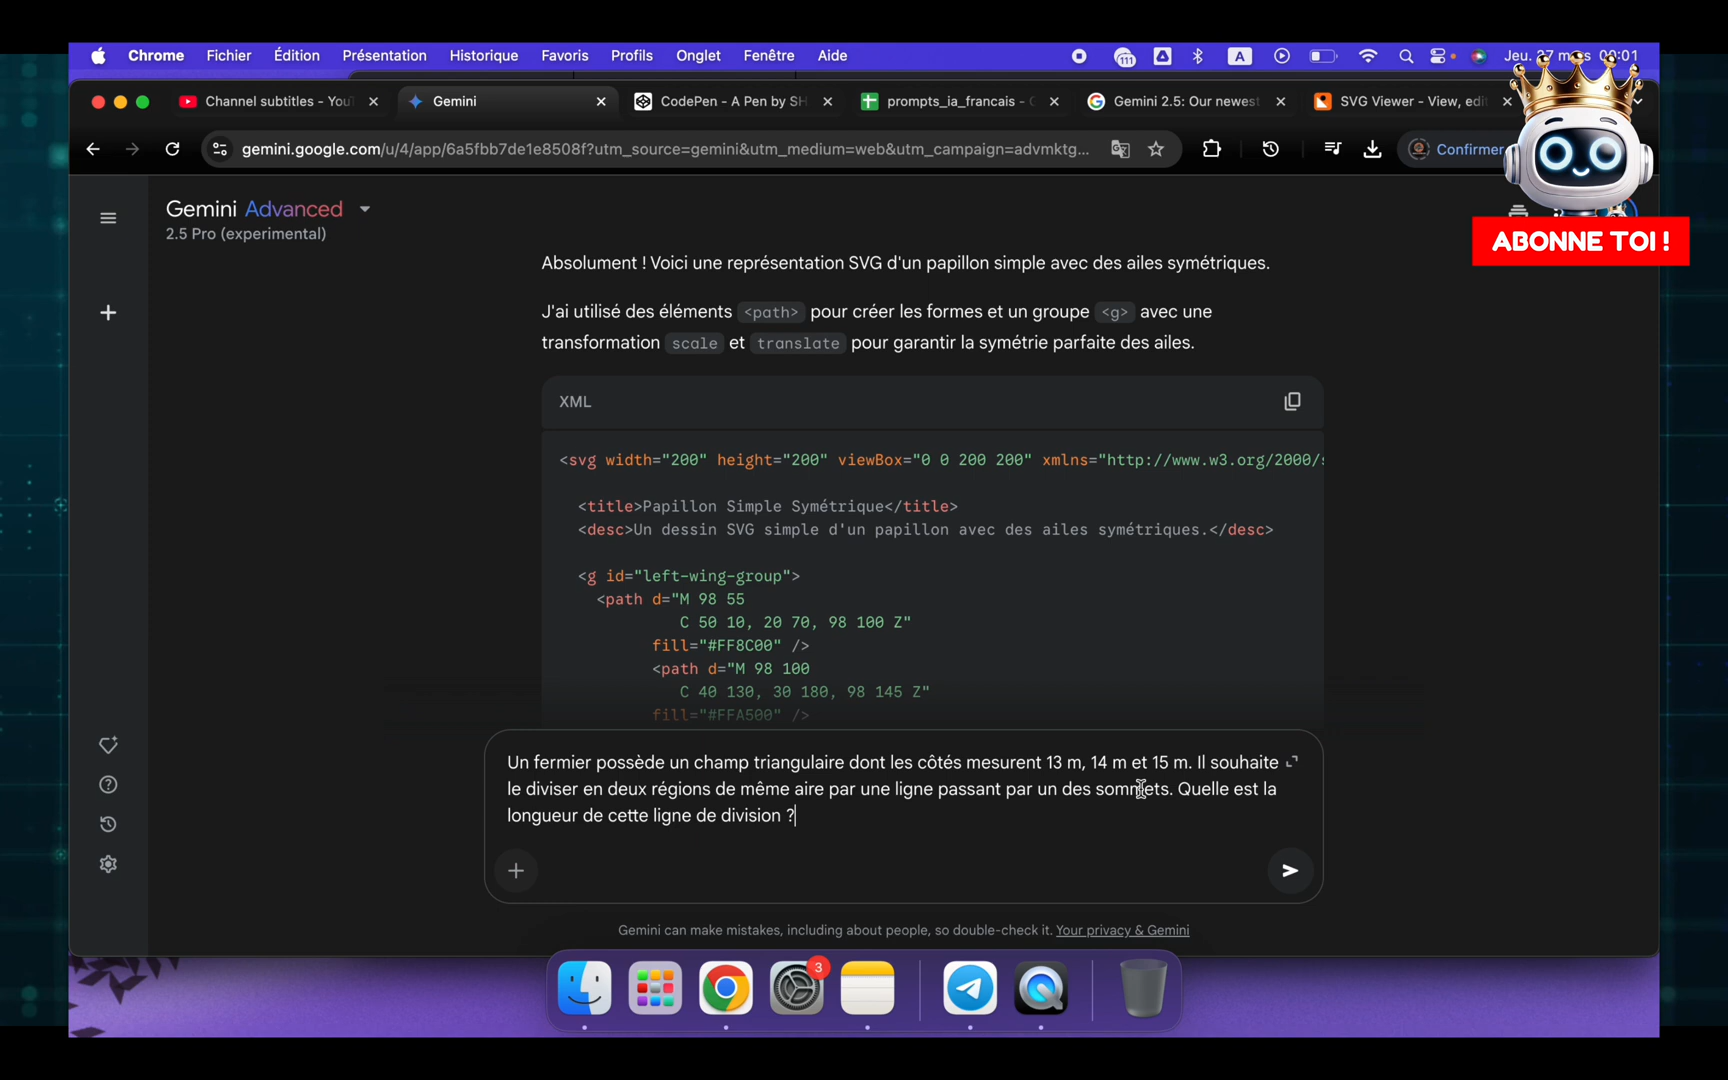 Chrome Fichier Édition Présentation Historique Favoris Profils Onglet Fenêtre Aide
111 A Jeu. 27 mars 00:01
Channel subtitles - You
Gemini
CodePen - A Pen by SH
prompts_ia_francais -
Gemini 2.5: Our newest
SVG Viewer - View, edi
gemini.google.com/u/4/app/6a5fbb7de1e8508f?utm_source=gemini&utm_medium=web&utm_campaign=advmktg...
Confirmer
ABONNE TOI !
Gemini Advanced
2.5 Pro (experimental)
Absolument ! Voici une représentation SVG d'un papillon simple avec des ailes symétriques.
J'ai utilisé des éléments <path> pour créer les formes et un groupe <g> avec une
transformation scale et translate pour garantir la symétrie parfaite des ailes.
XML
<svg width="200" height="200" viewBox="0 0 200 200" xmlns="http://www.w3.org/2000/s
<title>Papillon Simple Symétrique</title>
<desc>Un dessin SVG simple d'un papillon avec des ailes symétriques.</desc>
<g id="left-wing-group">
<path d="M 98 55
C 50 10, 20 70, 98 100 Z"
fill="#FF8C00" />
<path d="M 98 100
C 40 130, 30 180, 98 145 Z"
fill="#FFA500" />
Un fermier possède un champ triangulaire dont les côtés mesurent 13 m, 14 m et 15 m. Il souhaite
le diviser en deux régions de même aire par une ligne passant par un des sommets. Quelle est la
longueur de cette ligne de division ?
Gemini can make mistakes, including about people, so double-check it. Your privacy & Gemini
3